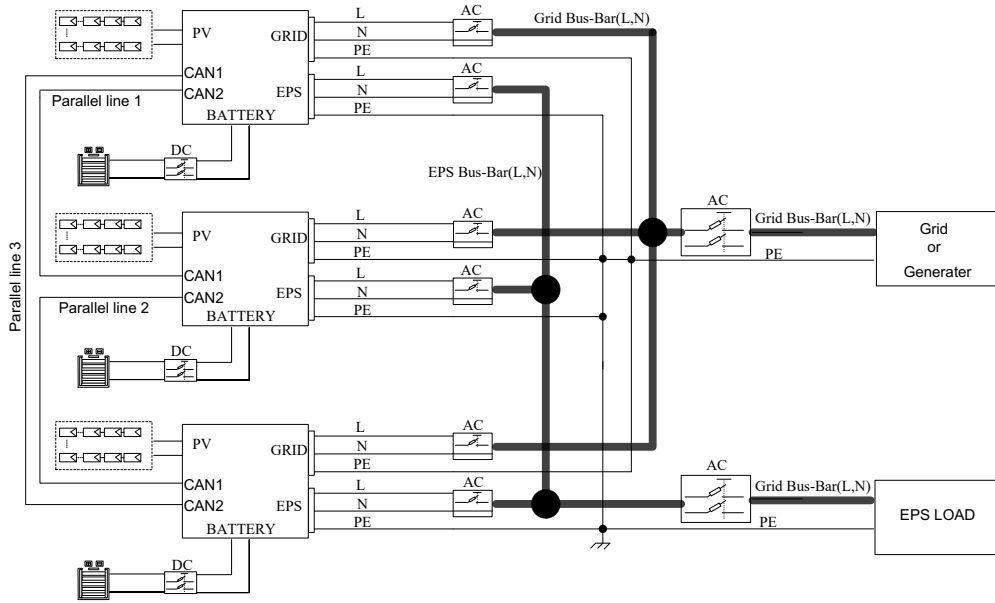 L
AC
Grid Bus-Bar(L,N)
PV
GRID
N
PE
CAN1
L
AC
CAN2
EPS
N
Parallel line 1
BATTERY
PE
DC
EPS Bus-Bar(L,N)
L
AC
AC
Grid Bus-Bar(L,N)
PV
GRID
N
PE
PE
Grid
or
Generater
CAN1
L
AC
CAN2
EPS
N
Parallel line 2
BATTERY
PE
Parallel line 3
DC
L
AC
PV
GRID
N
PE
AC
CAN1
L
AC
Grid Bus-Bar(L,N)
CAN2
EPS
N
EPS LOAD
BATTERY
PE
PE
DC